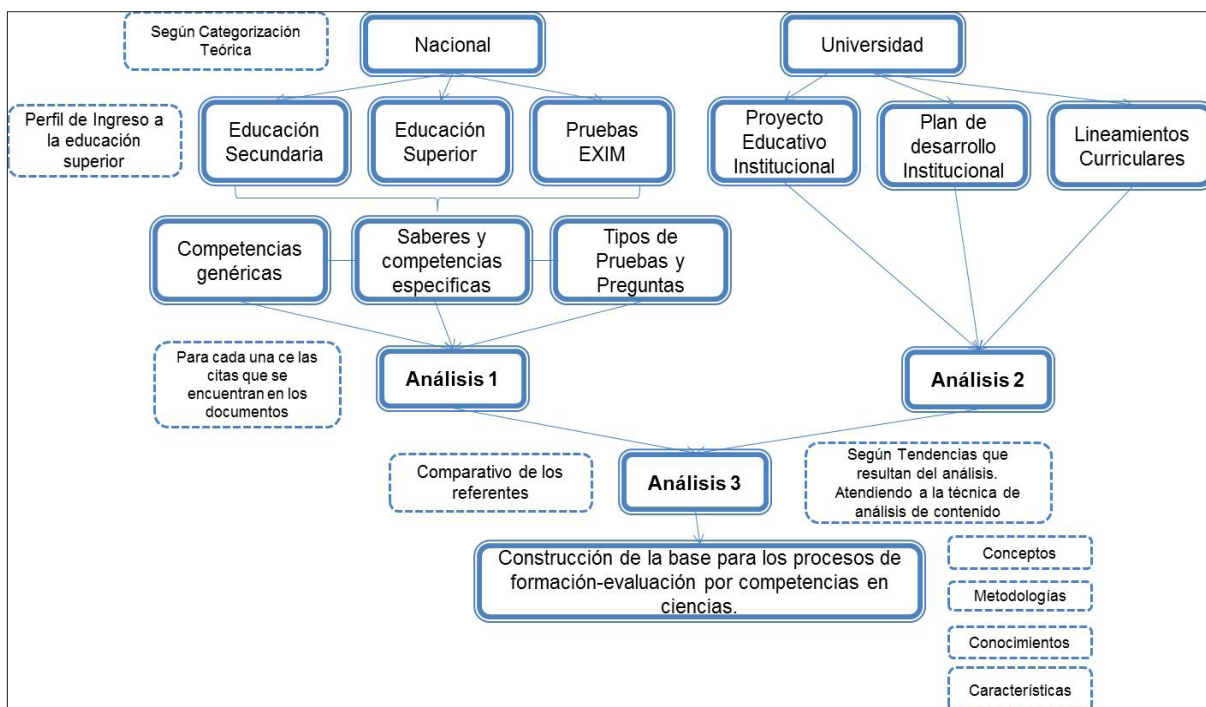 Según Categorización
Teórica
Nacional
Universidad
Perfil de Ingreso a
la educación
superior
Educación
Secundaria
Educación
Superior
Pruebas
EXIM
Proyecto
Educativo
Institucional
Plan de
desarrollo
Institucional
Lineamientos
Curriculares
Competencias
genéricas
Saberes y
competencias
especificas
Tipos de
Pruebas y
Preguntas
Para cada una ce las
citas que se
encuentran en los
documentos
Análisis 1
Análisis 2
Comparativo de los
referentes
Análisis 3
Según Tendencias que
resultan del análisis.
Atendiendo a la técnica de
análisis de contenido
Construcción de la base para los procesos de
formación-evaluación por competencias en
ciencias.
Conceptos
Metodologías
Conocimientos
Características